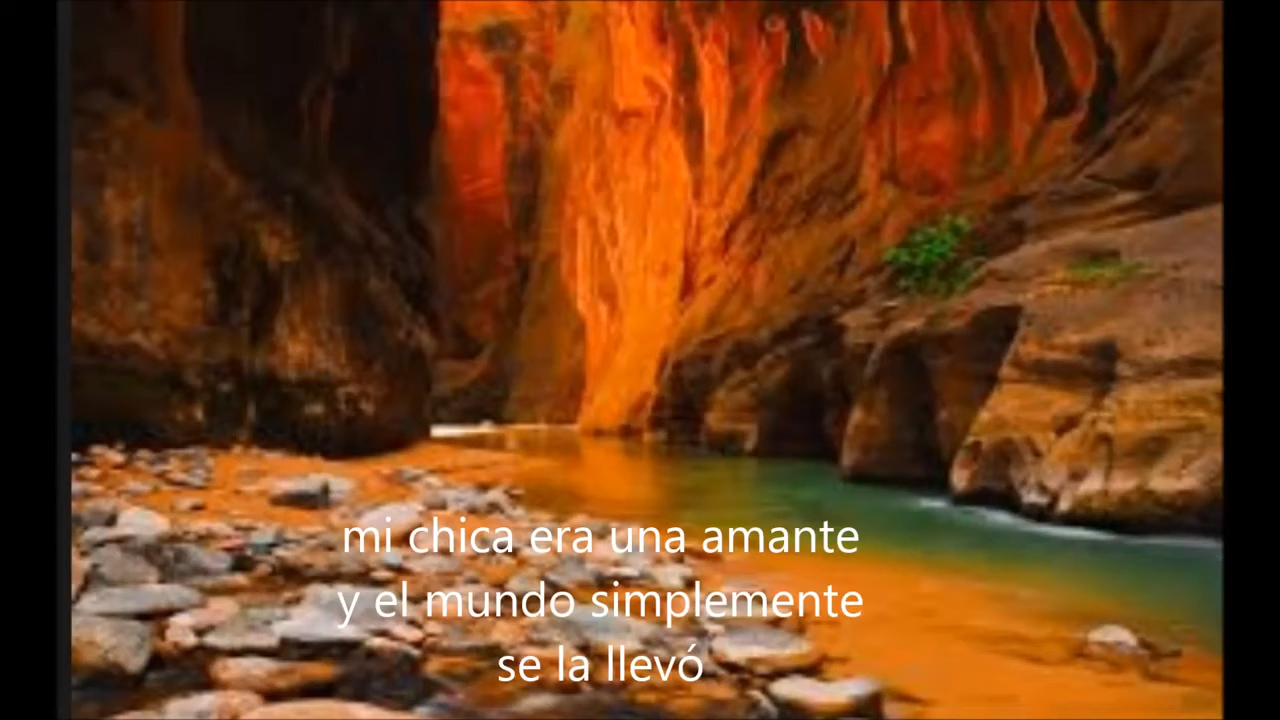 mi chica era una amante
y el mundo simplemente
se la llevó